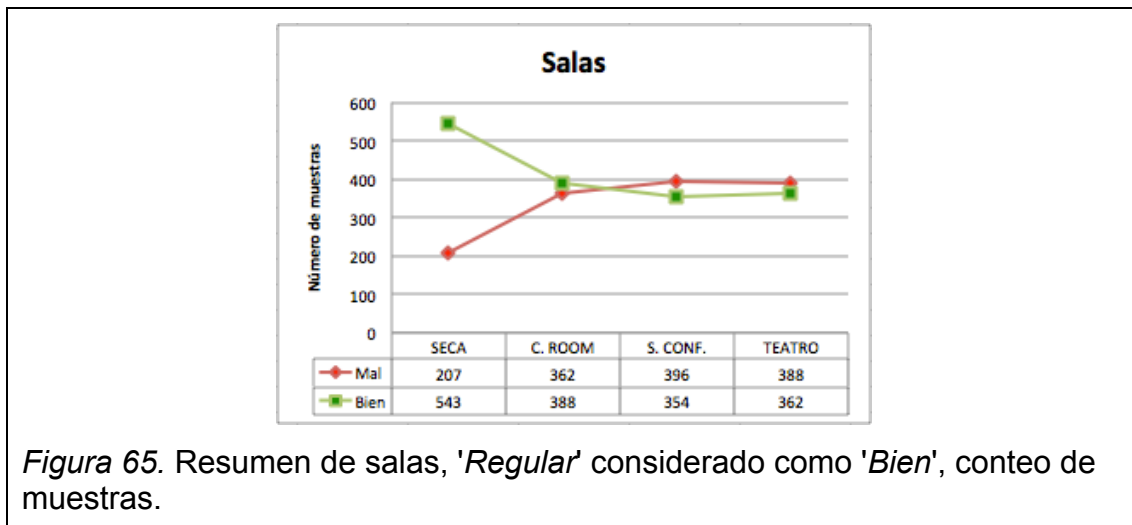 Salas
Número de muestras
600
500
400
300
200
100
0
SECA C. ROOM S. CONF. TEATRO
Mal 207 362 396 388
Bien 543 388 354 362
Figura 65. Resumen de salas, 'Regular' considerado como 'Bien', conteo de
muestras.